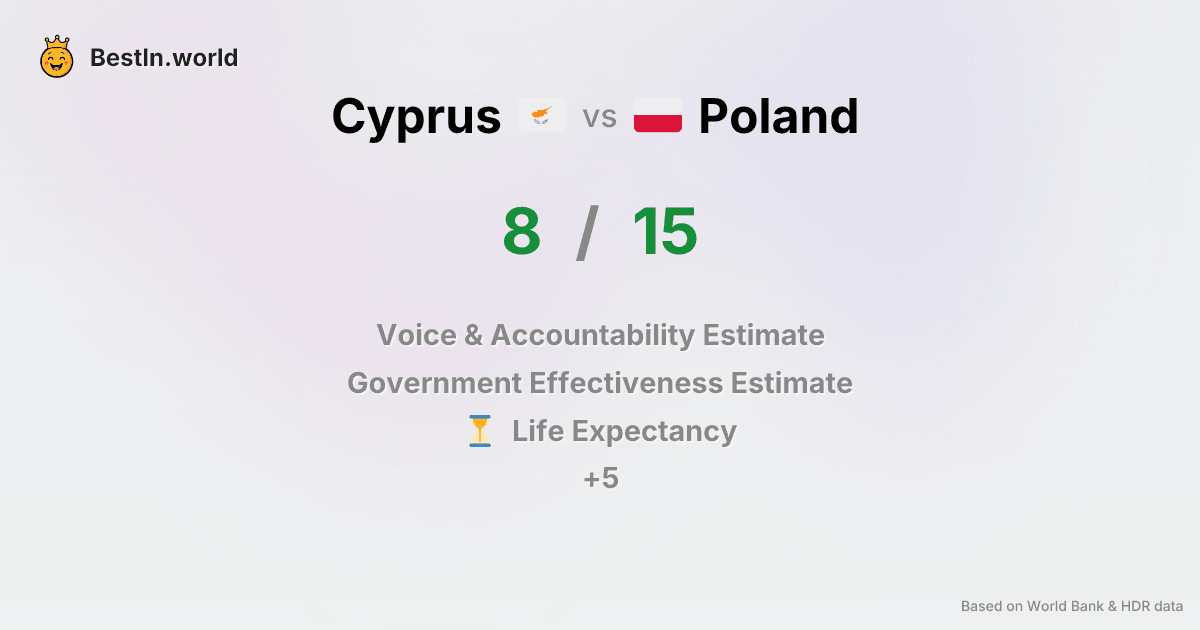 BestIn.world
Cyprus vs Poland
8 / 15
Voice & Accountability Estimate
Government Effectiveness Estimate
Life Expectancy
+5
Based on World Bank & HDR data